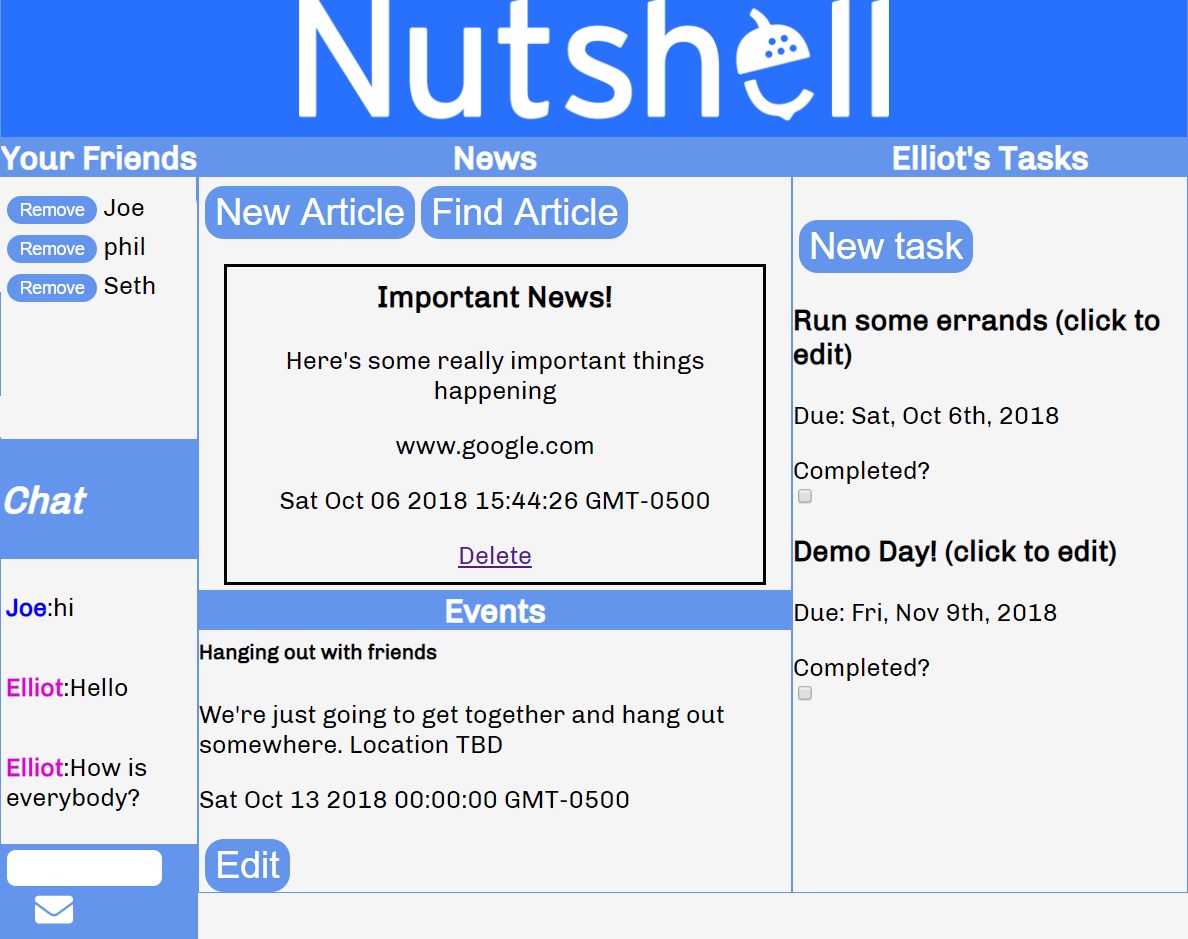 Nutshell
Your Friends
Remove Joe
Remove phil
Remove Seth
Chat
Joe:hi
Elliot:Hello
Elliot:How is
everybody?
News
New Article Find Article
Important News!
Here's some really important things
happening
www.google.com
Sat Oct 06 2018 15:44:26 GMT-0500
Delete
Events
Hanging out with friends
We're just going to get together and hang out
somewhere. Location TBD
Sat Oct 13 2018 00:00:00 GMT-0500
Edit
Elliot's Tasks
New task
Run some errands (click to
edit)
Due: Sat, Oct 6th, 2018
Completed?
Demo Day! (click to edit)
Due: Fri, Nov 9th, 2018
Completed?